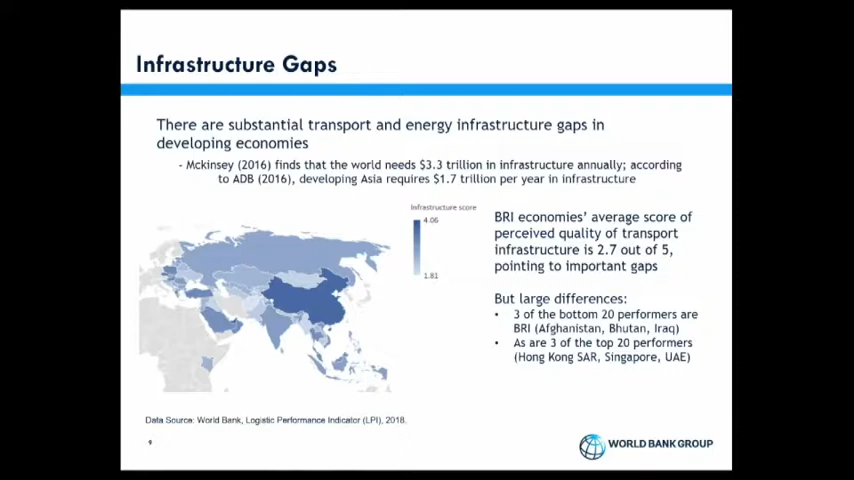 Infrastructure Gaps
There are substantial transport and energy infrastructure gaps in
developing economies
- Mckinsey (2016) finds that the world needs $3.3 trillion in infrastructure annually; according
to ADB (2016), developing Asia requires $1.7 trillion per year in infrastructure
Infrastructure score
4.06
1.81
BRI economies’ average score of
perceived quality of transport
infrastructure is 2.7 out of 5,
pointing to important gaps
But large differences:
• 3 of the bottom 20 performers are
BRI (Afghanistan, Bhutan, Iraq)
• As are 3 of the top 20 performers
(Hong Kong SAR, Singapore, UAE)
Data Source: World Bank, Logistic Performance Indicator (LPI), 2018.
9
WORLD BANK GROUP